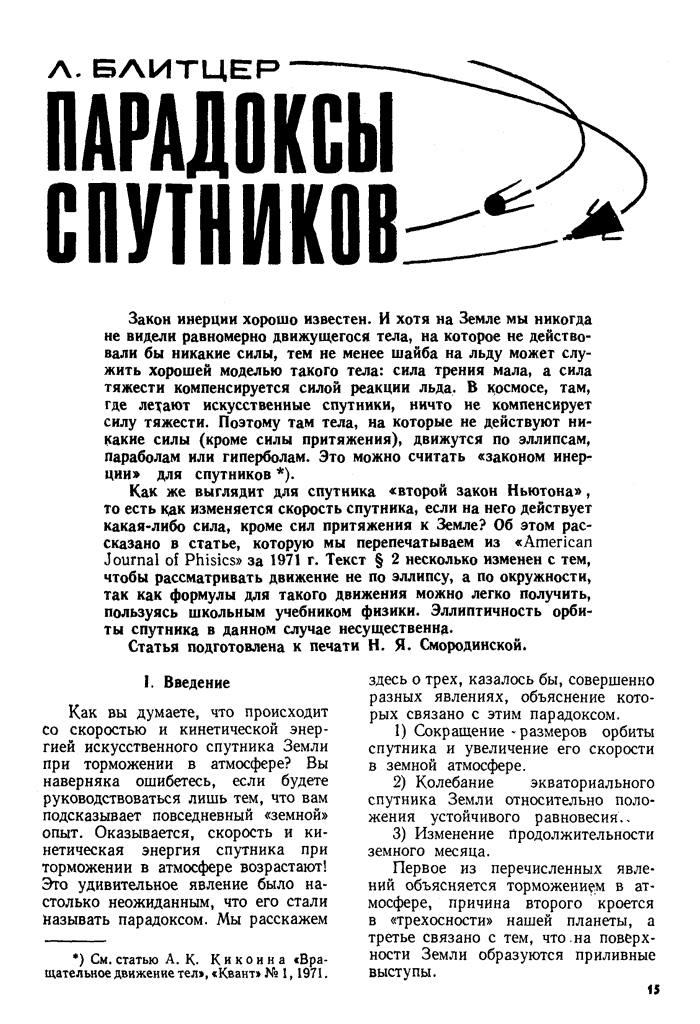 Л. БЛИТЦЕР
ПАРАДОКСЫ
СПУТНИКОВ
Закон инерции хорошо известен. И хотя на Земле мы никогда
не видели равномерно движущегося тела, на которое не действо-
вали бы никакие силы, тем не менее шайба на льду может слу-
жить хорошей моделью такого тела: сила трения мала, а сила
тяжести компенсируется силой реакции льда. В космосе, там,
где летают искусственные спутники, ничто не компенсирует
силу тяжести. Поэтому там тела, на которые не действуют ни-
какие силы (кроме силы притяжения), движутся по эллипсам,
параболам или гиперболам. Это можно считать «законом инер-
ции» для спутников *).
Как же выглядит для спутника «второй закон Ньютона»,
то есть как изменяется скорость спутника, если на него действует
какая-либо сила, кроме сил притяжения к Земле? Об этом рас-
сказано в статье, которую мы перепечатываем из «American
Journal of Phisics» за 1971 г. Текст § 2 несколько изменен с тем,
чтобы рассматривать движение не по эллипсу, а по окружности,
так как формулы для такого движения можно легко получить,
пользуясь школьным учебником физики. Эллиптичность орби-
ты спутника в данном случае несущественна.
Статья подготовлена к печати Н. Я. Смородинской.
1. Введение
Как вы думаете, что происходит
со скоростью и кинетической энер-
гией искусственного спутника Земли
при торможении в атмосфере? Вы
наверняка ошибетесь, если будете
руководствоваться лишь тем, что вам
подсказывает повседневный «земной»
опыт. Оказывается, скорость и ки-
нетическая энергия спутника при
торможении в атмосфере возрастают!
Это удивительное явление было на-
столько неожиданным, что его стали
называть парадоксом. Мы расскажем
*) См. статью А. К. Кикоина «Вра-
щательное движение тел», «Квант» № 1, 1971.
здесь о трех, казалось бы, совершенно
разных явлениях, объяснение кото-
рых связано с этим парадоксом.
1) Сокращение размеров орбиты
спутника и увеличение его скорости
в земной атмосфере.
2) Колебание экваториального
спутника Земли относительно поло-
жения устойчивого равновесия..
3) Изменение продолжительности
земного месяца.
Первое из перечисленных явле-
ний объясняется торможением в ат-
мосфере, причина второго кроется
в «трехосности» нашей планеты, а
третье связано с тем, что на поверх-
ности Земли образуются приливные
выступы.
15